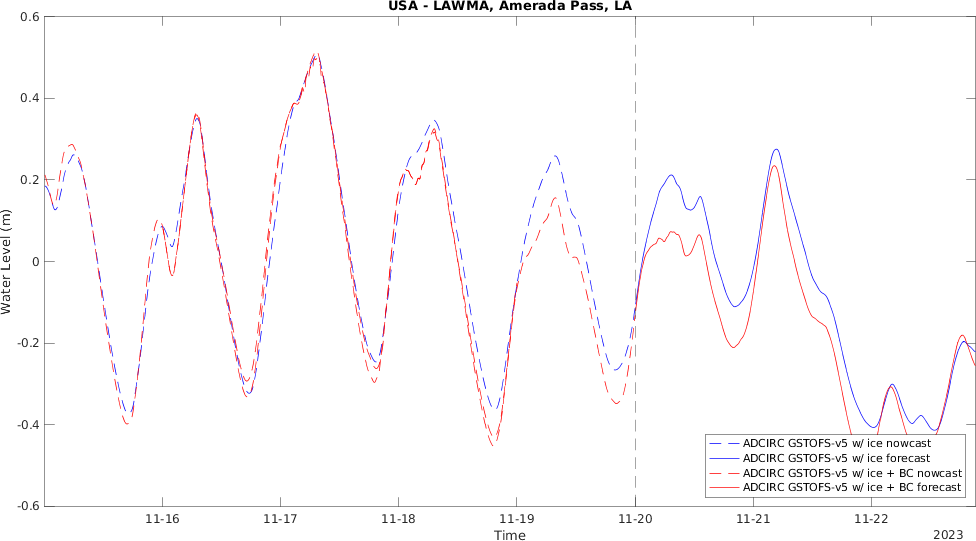 USA - LAWMA, Amerada Pass, LA
0.6
0.4
0.2
0
-0.2
-0.4
-0.6
Water Level (m)
11-16
11-17
11-18
11-19
11-20
11-21
11-22
Time
2023
ADCIRC GSTOFS-v5 w/ ice nowcast
ADCIRC GSTOFS-v5 w/ ice forecast
ADCIRC GSTOFS-v5 w/ ice + BC nowcast
ADCIRC GSTOFS-v5 w/ ice + BC forecast